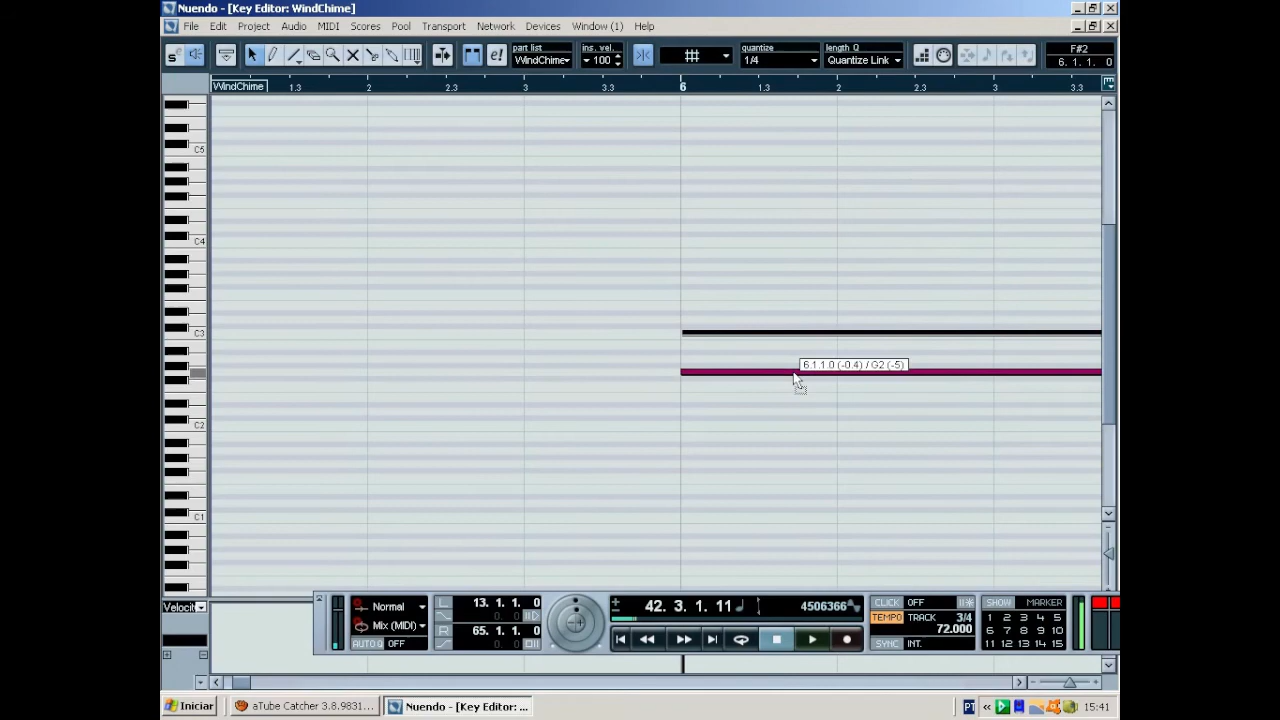 Nuendo - [Key Editor: WindChime]
File Edit Project Audio MIDI Scores Pool Transport Network Devices Window (1) Help
part list ins. vel. quantize length Q F#2
WindChime 100 1/4 Quantize Link 6. 1. 1. 0
WindChime 1.3 2 2.3 3 3.3 6 1.3 2 2.3 3 3.3
C5
C4
C3
6.1.1.0 (-0.4) / G2 (-5)
C2
C1
Velocit
Normal
Mix (MIDI)
AUTO Q OFF
L 13. 1. 1. 0
0. 0
R 65. 1. 1. 0
0. 0
42. 3. 1. 11 4506366
CLICK OFF
TEMPO TRACK 3/4
72.000
SYNC INT.
SHOW MARKER
1 2 3 4 5
6 7 8 9 10
11 12 13 14 15
Iniciar aTube Catcher 3.8.9831... Nuendo - [Key Editor: ... PT 15:41